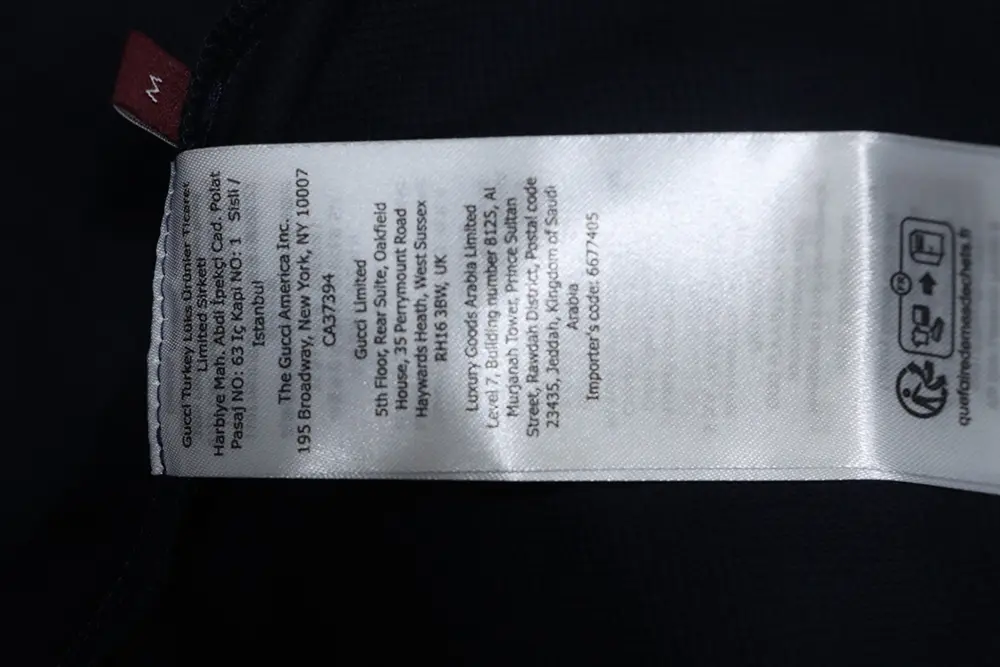 M
Gucci Turkey Lüks Ürünler Ticaret
Limited Sirketi
Harbiye Mah. Abdi İpekçi Cad. Polat
Pasaj NO: 63 İç Kapi NO: 1 Sisli /
Istanbul
The Gucci America Inc.
195 Broadway, New York, NY 10007
CA37394
Gucci Limited
5th Floor, Rear Suite, Oakfield
House, 35 Perrymount Road
Haywards Heath, West Sussex
RH16 3BW, UK
Luxury Goods Arabia Limited
Level 7, Building number 8125, Al
Murjanah Tower, Prince Sultan
Street, Rawdah District, Postal code
23435, Jeddah, Kingdom of Saudi
Arabia
Importer's code: 6677405
FR
quefairedemesdechets.fr